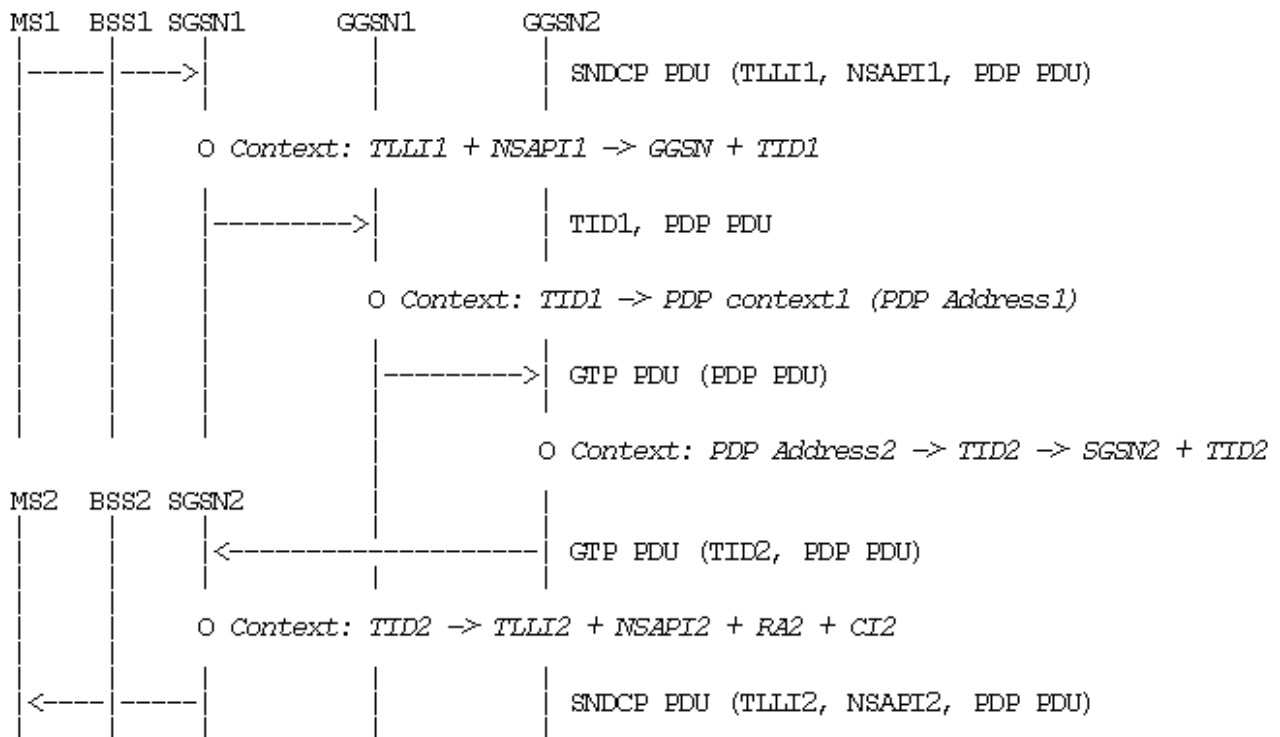 MS1 BSS1 SGSN1 GGSN1 GGSN2
SNDCP PDU (TLLI1, NSAPI1, PDP PDU)
O Context: TLLI1 + NSAPI1 -> GGSN + TID1
TID1, PDP PDU
O Context: TID1 -> PDP context1 (PDP Address1)
GTP PDU (PDP PDU)
O Context: PDP Address2 -> TID2 -> SGSN2 + TID2
MS2 BSS2 SGSN2
GTP PDU (TID2, PDP PDU)
O Context: TID2 -> TLLI2 + NSAPI2 + RA2 + CI2
SNDCP PDU (TLLI2, NSAPI2, PDP PDU)